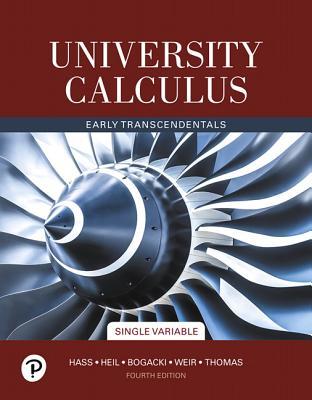 UNIVERSITY
CALCULUS
EARLY TRANSCENDENTALS
SINGLE VARIABLE
P
HASS • HEIL • BOGACKI • WEIR • THOMAS
FOURTH EDITION